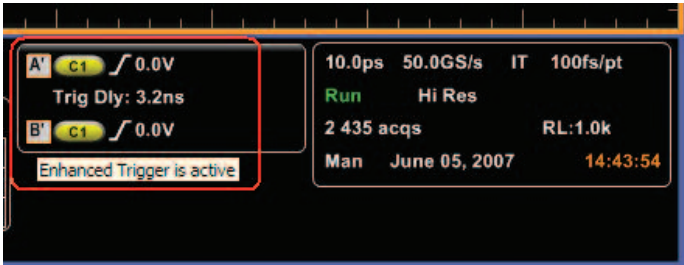 A' C1 0.0V
Trig Dly: 3.2ns
B' C1 0.0V
Enhanced Trigger is active
10.0ps 50.0GS/s IT 100fs/pt
Run Hi Res
2 435 acqs RL:1.0k
Man June 05, 2007 14:43:54